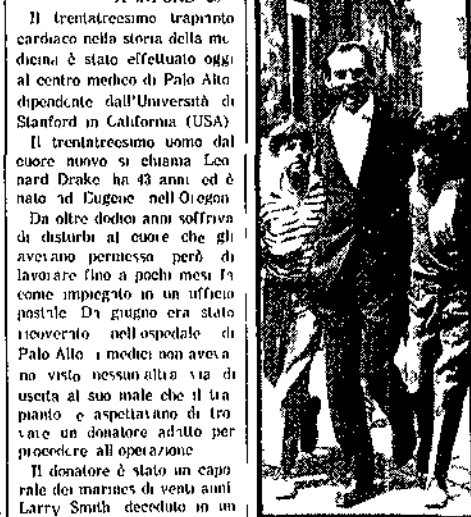 Il trentatreesimo trapianto
cardiaco nella storia della me
dicina è stato effettuato oggi
al centro medico di Palo Alto
dipendente dall'Università di
Stanford in California (USA)
Il trentatreesimo uomo dal
cuore nuovo si chiama Leo
nard Drake ha 43 anni ed è
nato ad Eugene nell Oregon
Da oltre dodici anni soffriva
di disturbi al cuore che gli
avevano permesso però di
lavorare fino a pochi mesi fa
come impiegato in un ufficio
postale Da giugno era stato
ricoverato nell ospedale di
Palo Alto i medici non aveva
no visto nessun altra via di
uscita al suo male che il tra
pianto e aspettavano di tro
vare un donatore adatto per
procedere all operazione
Il donatore è stato un capo
rale dei marines di venti anni
Larry Smith deceduto in un